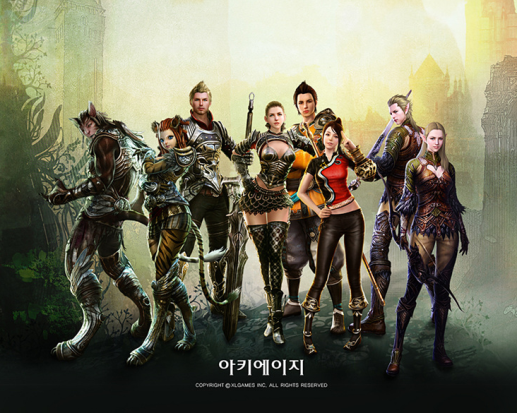 아키에이지
COPYRIGHT © XLGAMES INC. ALL RIGHTS RESERVED